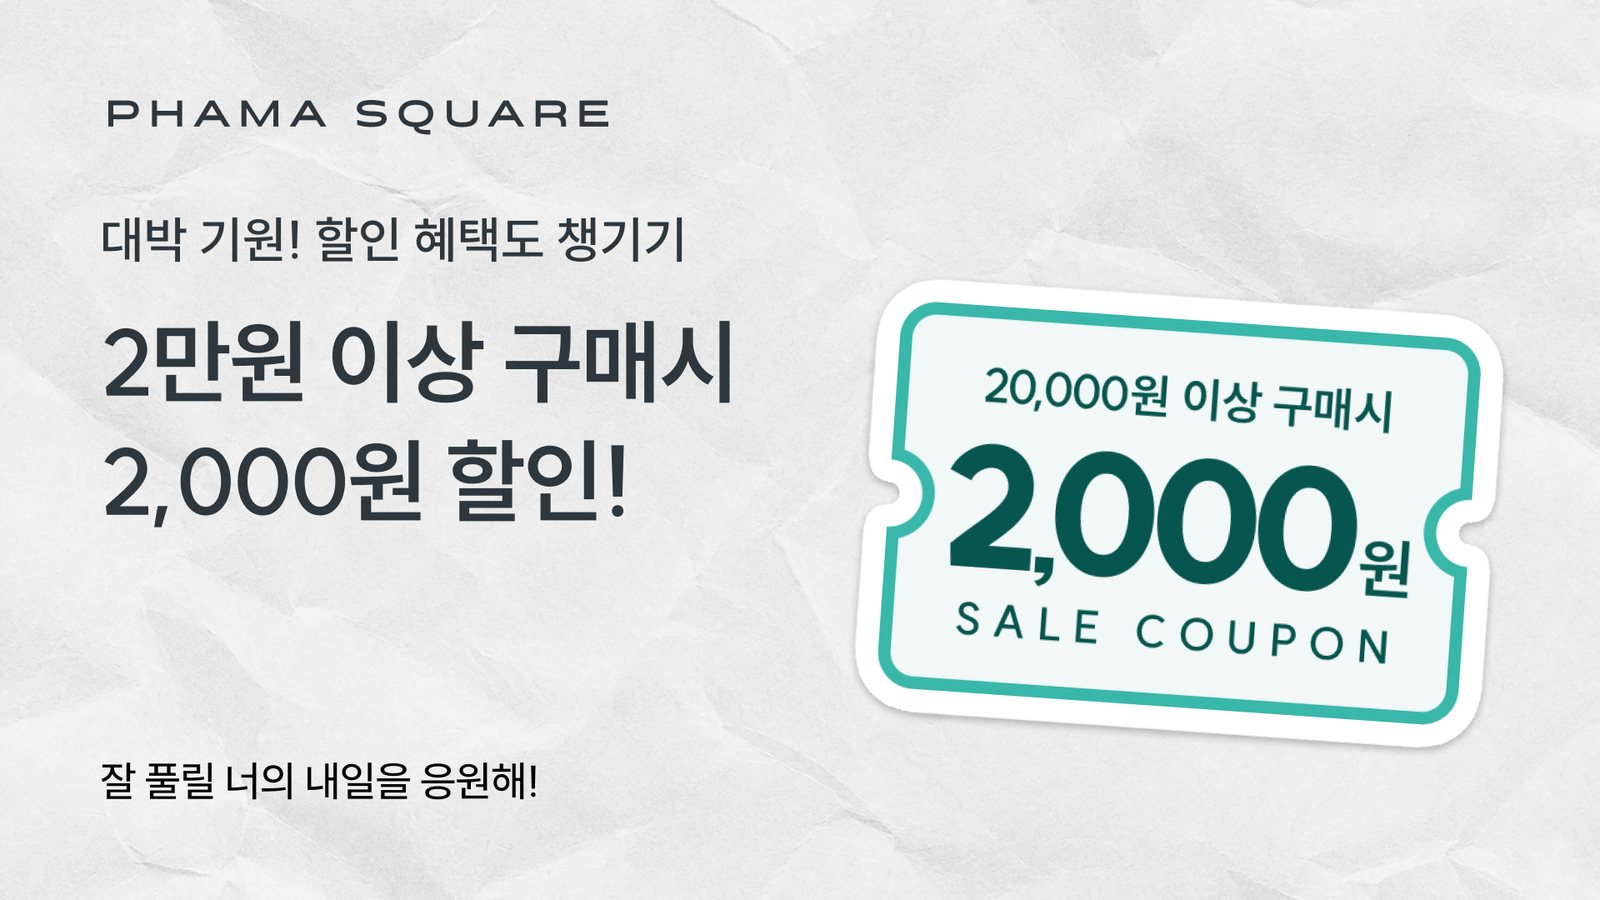 PHAMA SQUARE
대박 기원! 할인 혜택도 챙기기
2만원 이상 구매시
2,000원 할인!
20,000원 이상 구매시
2,000원
SALE COUPON
잘 풀릴 너의 내일을 응원해!